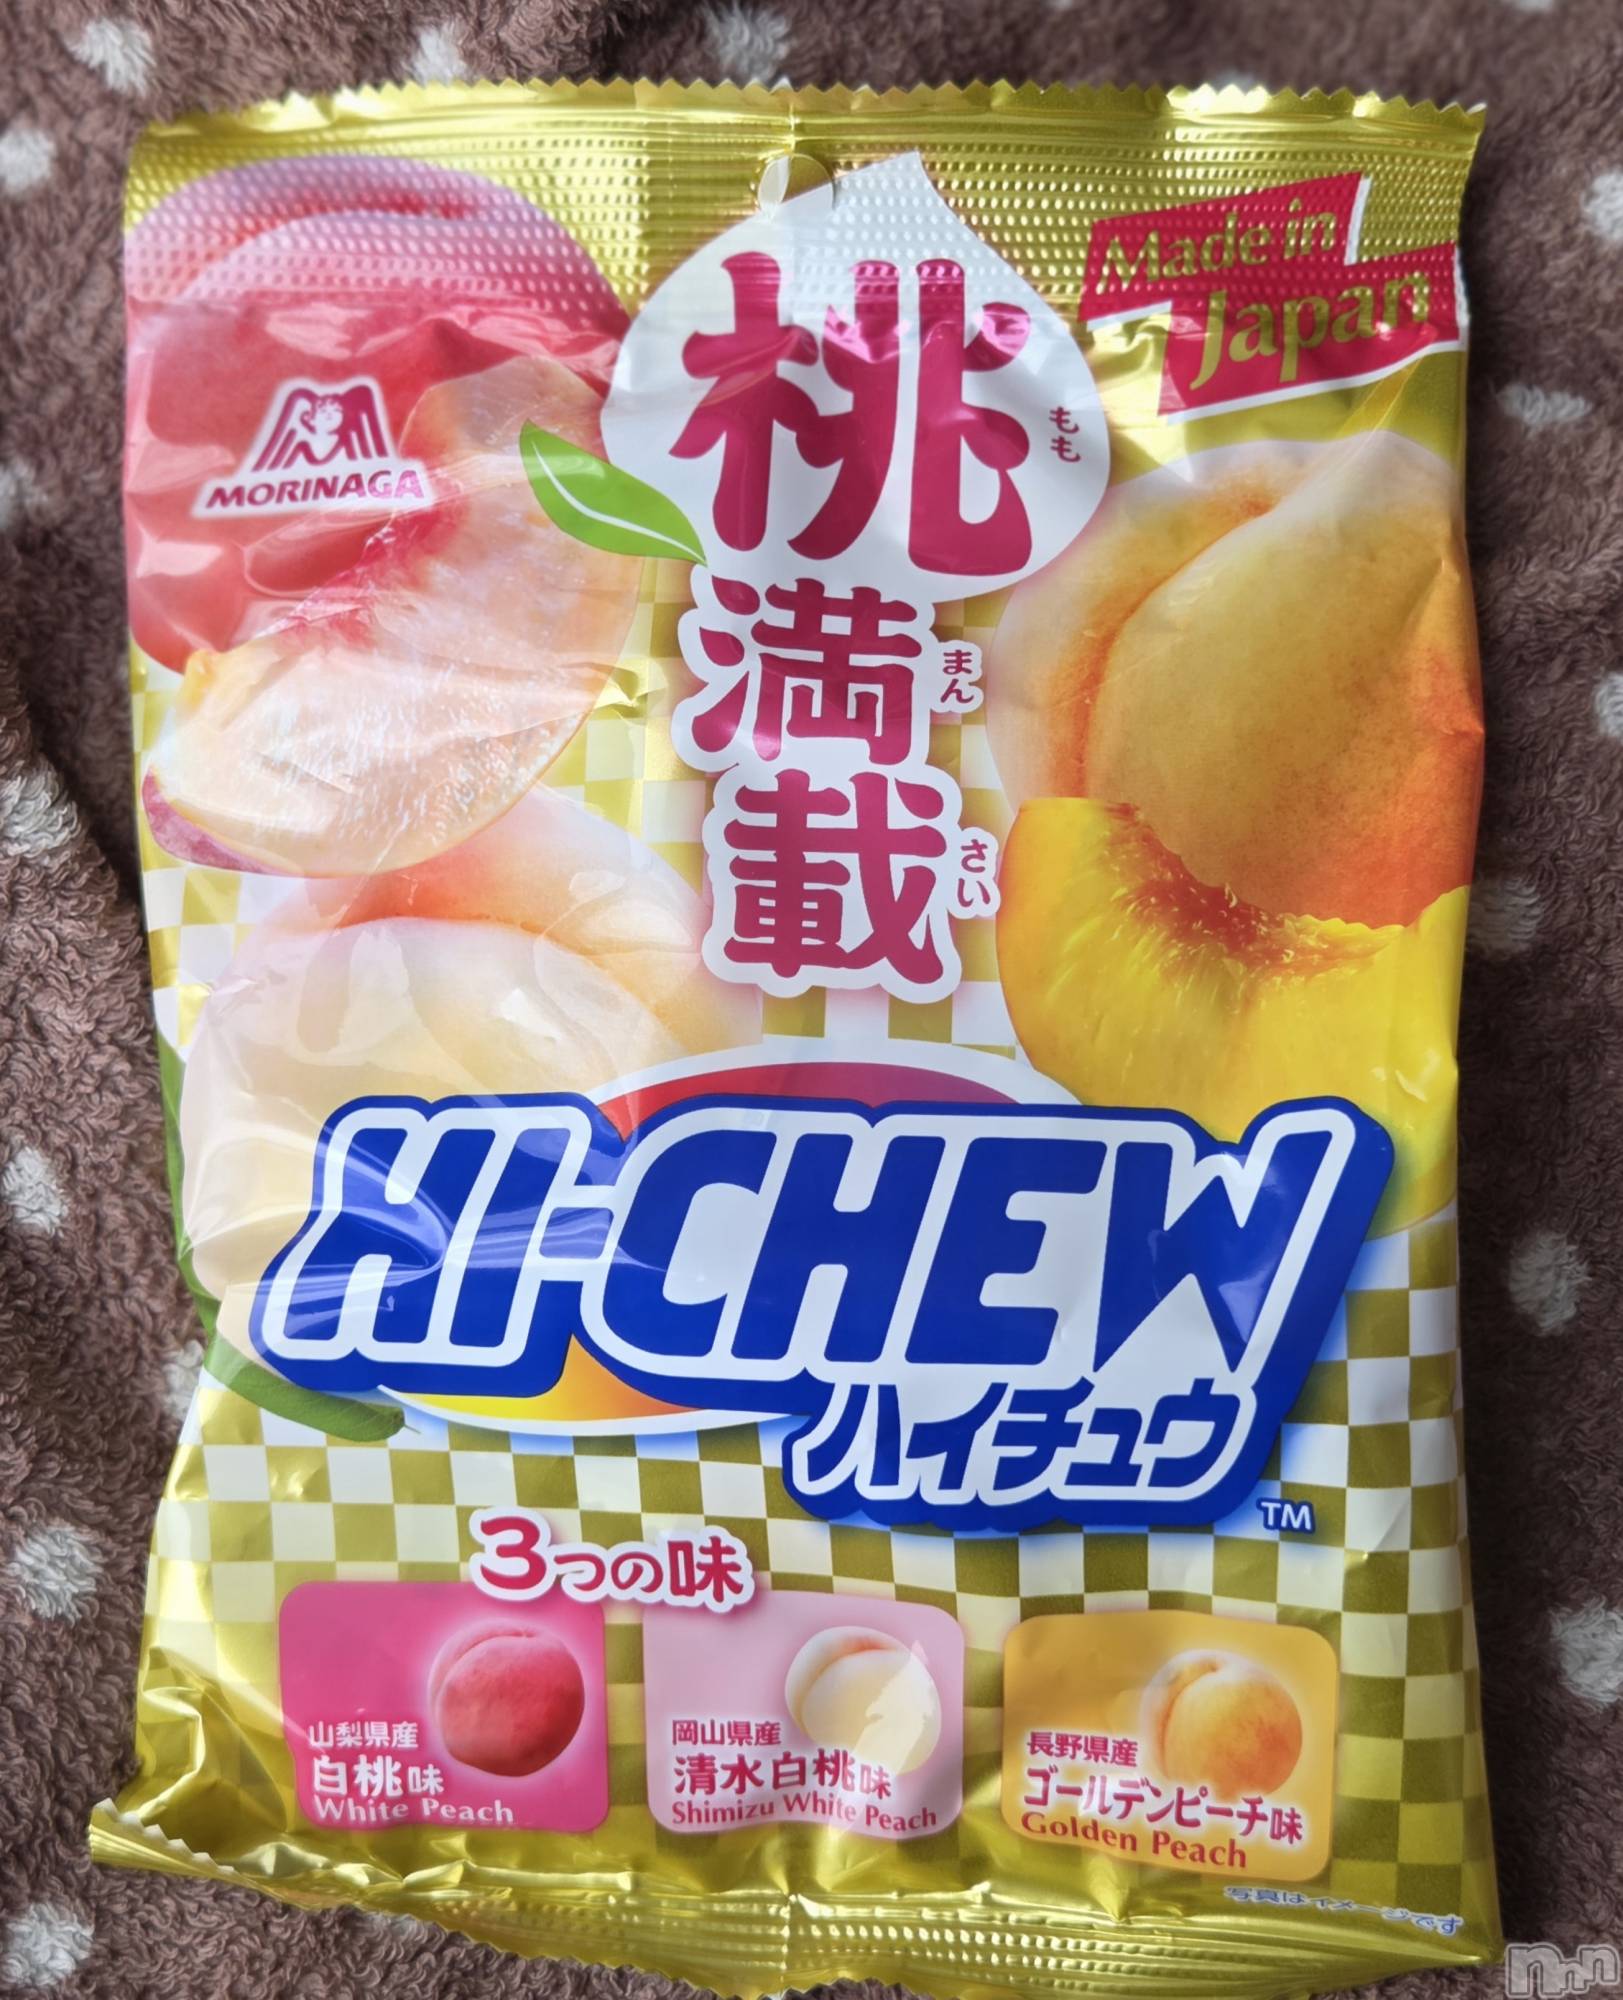 Made in
Japan
MORINAGA
桃
もも
満
まん
載
さい
HI-CHEW
ハイチュウ
TM
3つの味
山梨県産
白桃味
White Peach
岡山県産
清水白桃味
Shimizu White Peach
長野県産
ゴールデンピーチ味
Golden Peach
写真はイメージです